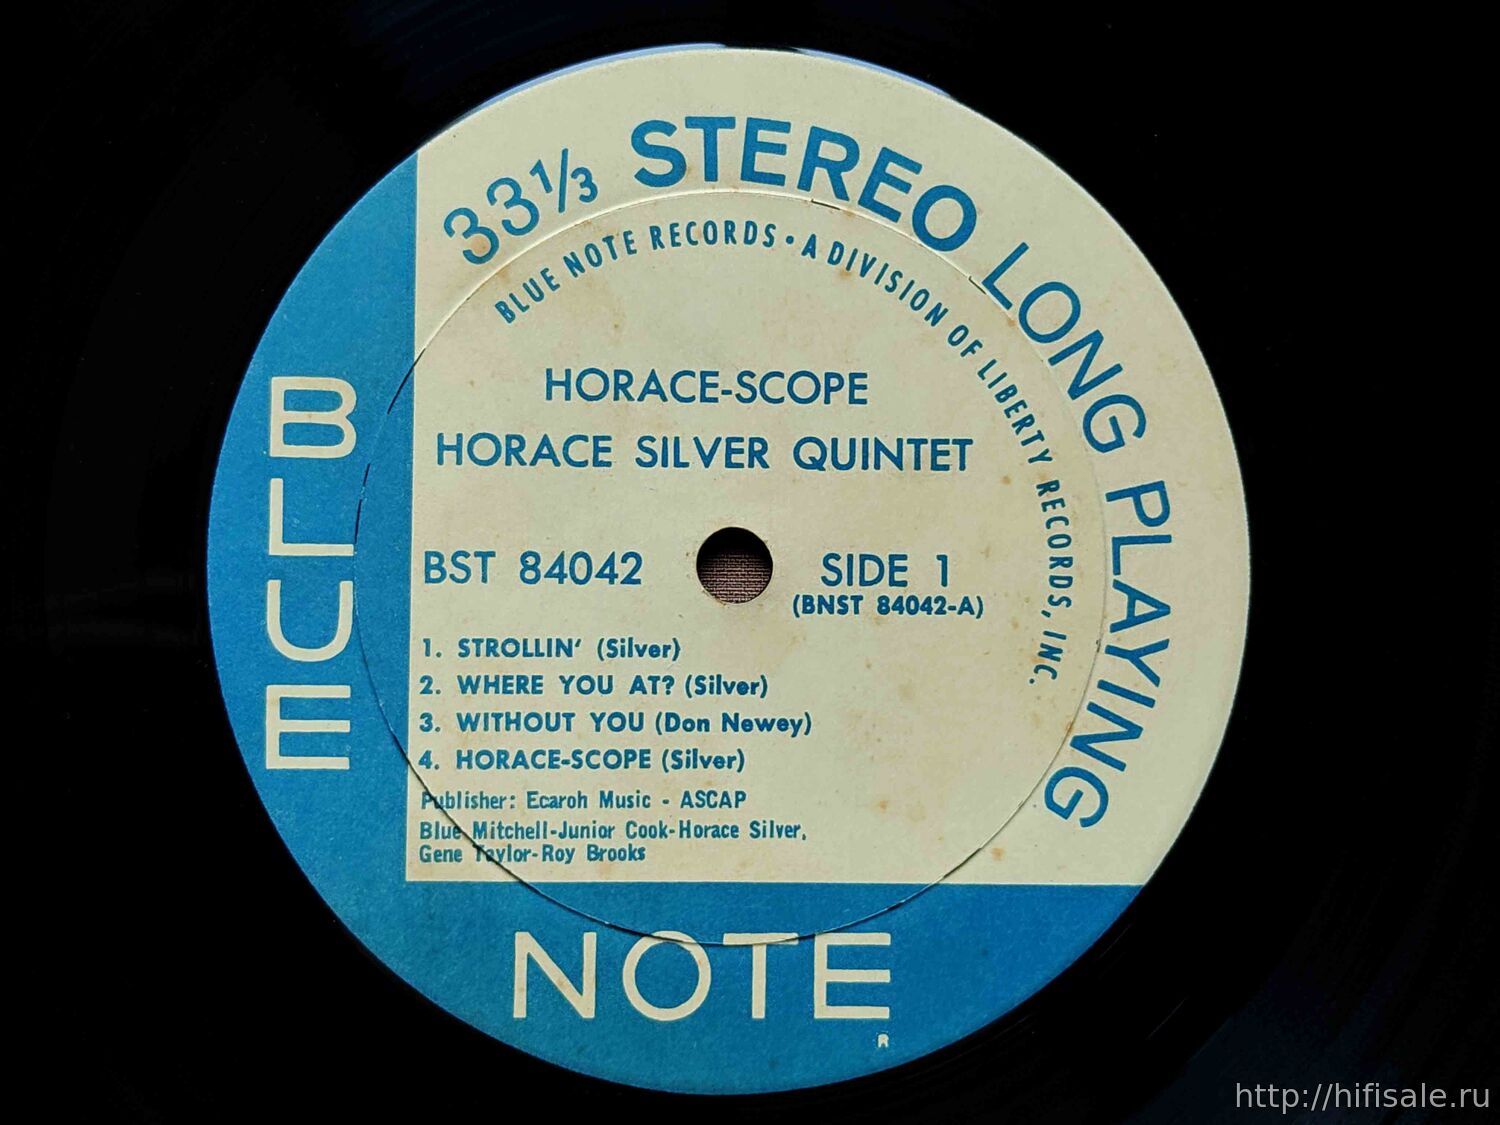 33⅓ STEREO LONG PLAYING
BLUE NOTE RECORDS • A DIVISION OF LIBERTY RECORDS, INC.
HORACE-SCOPE
HORACE SILVER QUINTET
BST 84042
SIDE 1
(BNST 84042-A)
1. STROLLIN' (Silver)
2. WHERE YOU AT? (Silver)
3. WITHOUT YOU (Don Newey)
4. HORACE-SCOPE (Silver)
Publisher: Ecaroh Music - ASCAP
Blue Mitchell-Junior Cook-Horace Silver,
Gene Taylor-Roy Brooks
BLUE
NOTE
R
http://hifisale.ru